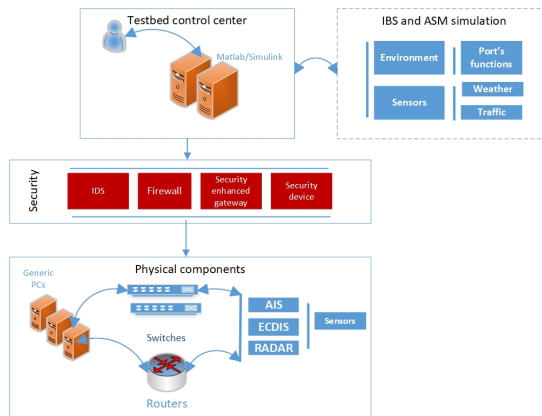 Testbed control center
Matlab/Simulink
IBS and ASM simulation
Environment
Port's
functions
Sensors
Weather
Traffic
Security
IDS
Firewall
Security
enhanced
gateway
Security
device
Physical components
Generic
PCs
Switches
Routers
AIS
ECDIS
RADAR
Sensors